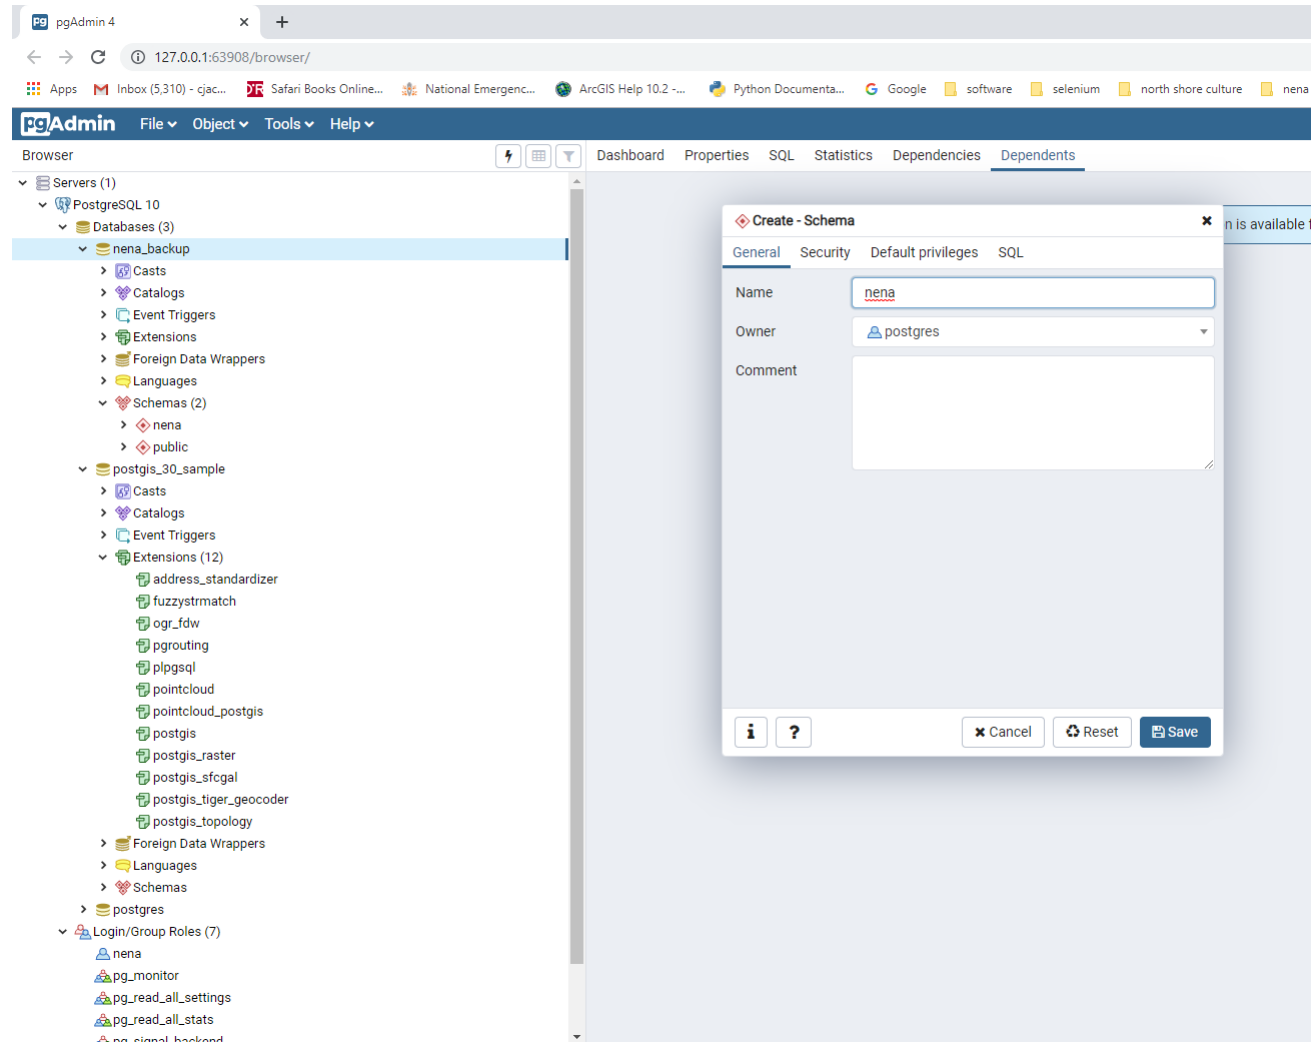 pgAdmin 4
127.0.0.1:63908/browser/
Apps Inbox (5,310) - cjac... Safari Books Online... National Emergenc... ArcGIS Help 10.2 -... Python Documenta... Google software selenium north shore culture nena
pgAdmin File Object Tools Help
Browser Dashboard Properties SQL Statistics Dependencies Dependents
Servers (1)
PostgreSQL 10
Databases (3)
nena_backup
Casts
Catalogs
Event Triggers
Extensions
Foreign Data Wrappers
Languages
Schemas (2)
nena
public
postgis_30_sample
Casts
Catalogs
Event Triggers
Extensions (12)
address_standardizer
fuzzystrmatch
ogr_fdw
pgrouting
plpgsql
pointcloud
pointcloud_postgis
postgis
postgis_raster
postgis_sfcgal
postgis_tiger_geocoder
postgis_topology
Foreign Data Wrappers
Languages
Schemas
postgres
Login/Group Roles (7)
nena
pg_monitor
pg_read_all_settings
pg_read_all_stats
pg_signal_backend
Create - Schema
n is available f
General Security Default privileges SQL
Name nena
Owner postgres
Comment
i ? Cancel Reset Save